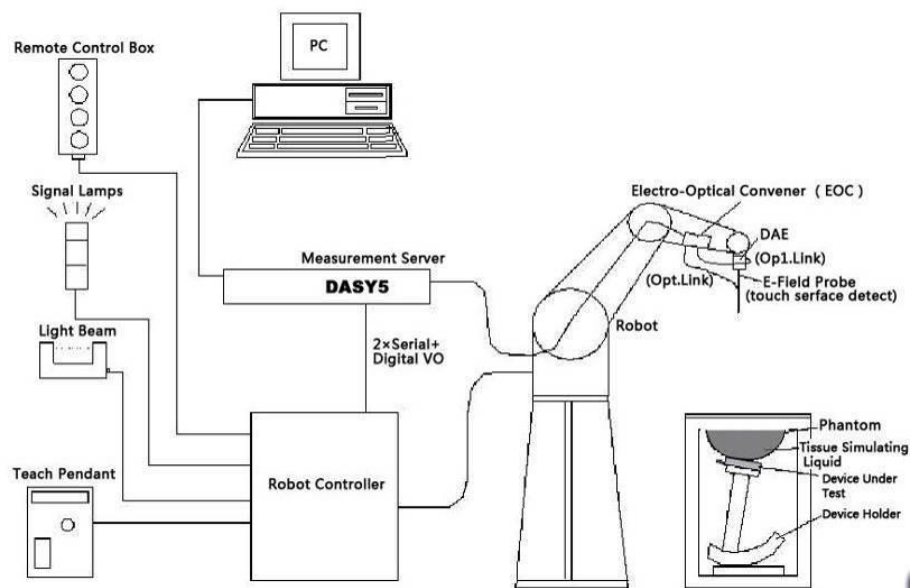 Remote Control Box
PC
Signal Lamps
Electro-Optical Convener ( EOC )
DAE
(Op1.Link)
(Opt.Link)
E-Field Probe
(touch serface detect)
Measurement Server
DASY5
Robot
Light Beam
2×Serial+
Digital VO
Phantom
Tissue Simulating
Liquid
Device Under
Test
Device Holder
Teach Pendant
Robot Controller